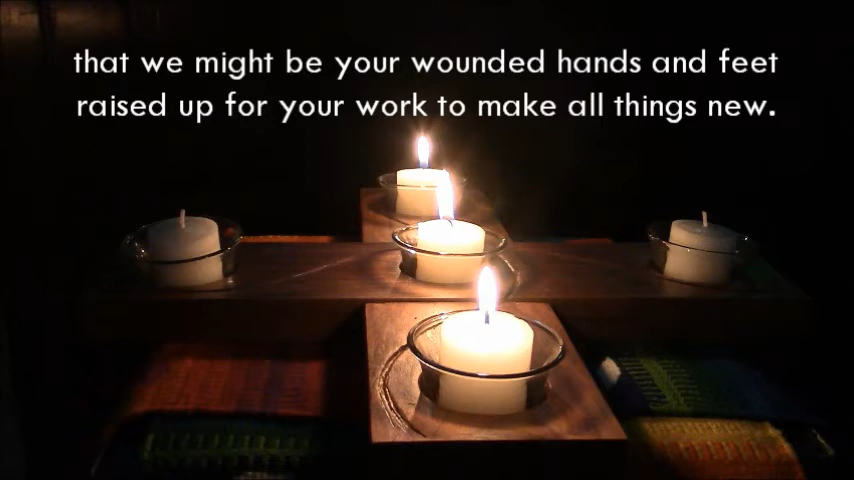 that we might be your wounded hands and feet
raised up for your work to make all things new.